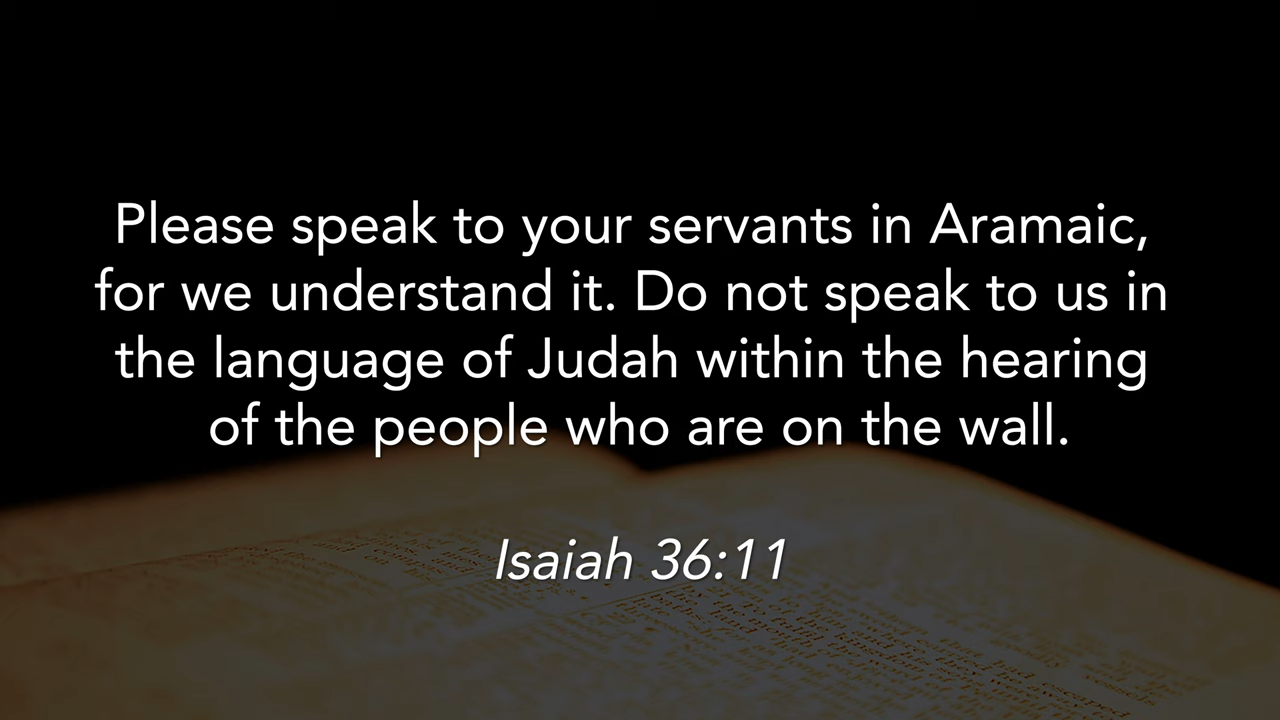 Please speak to your servants in Aramaic,
for we understand it. Do not speak to us in
the language of Judah within the hearing
of the people who are on the wall.
Isaiah 36:11